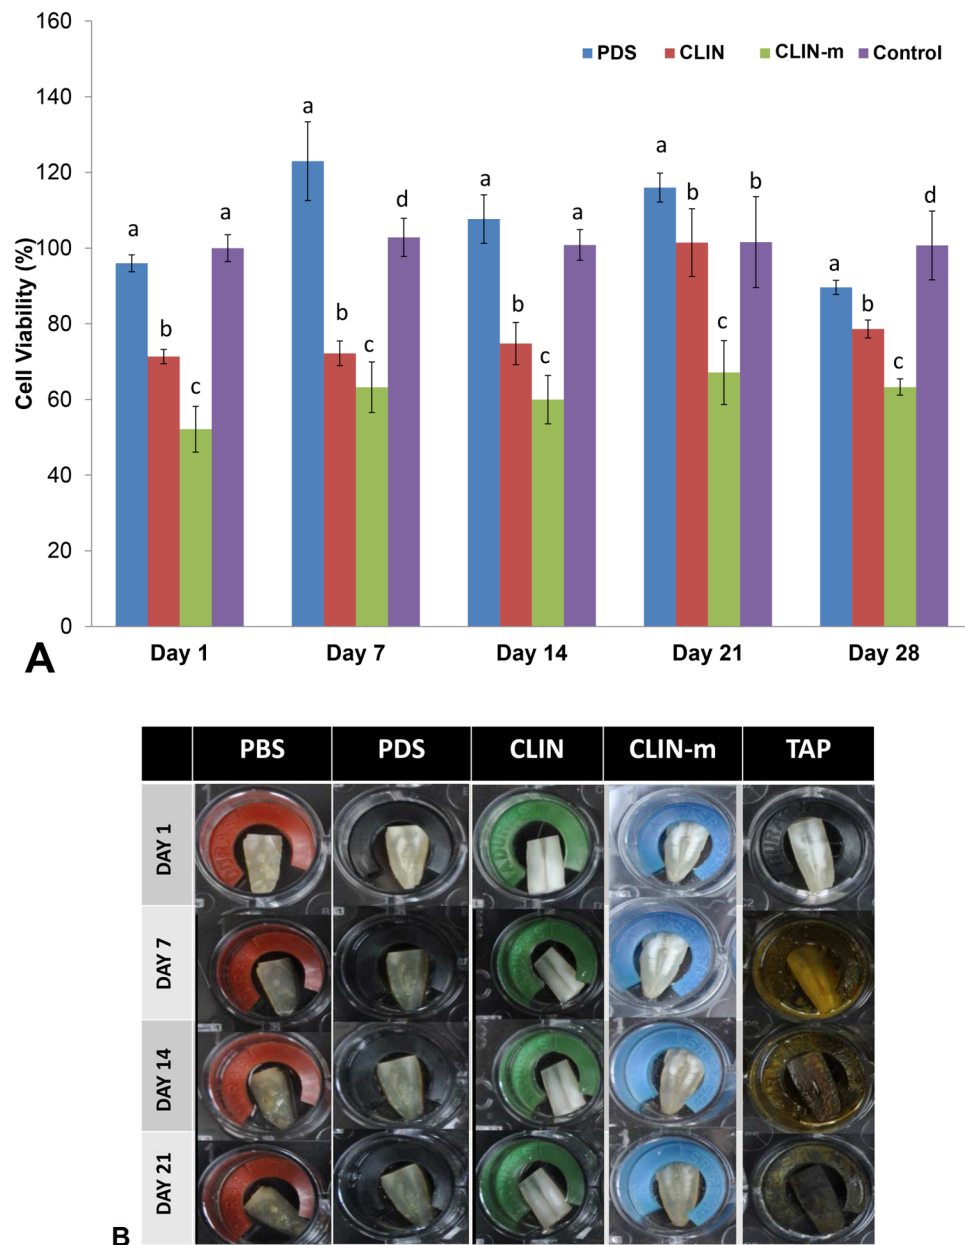 160
PDS CLIN CLIN-m Control
140
120
100
80
60
40
20
0
Cell Viability (%)
a b c a
a b c d
a b c a
a b c b
a b c d
Day 1 Day 7 Day 14 Day 21 Day 28
A
PBS PDS CLIN CLIN-m TAP
DAY 1
DAY 7
DAY 14
DAY 21
B